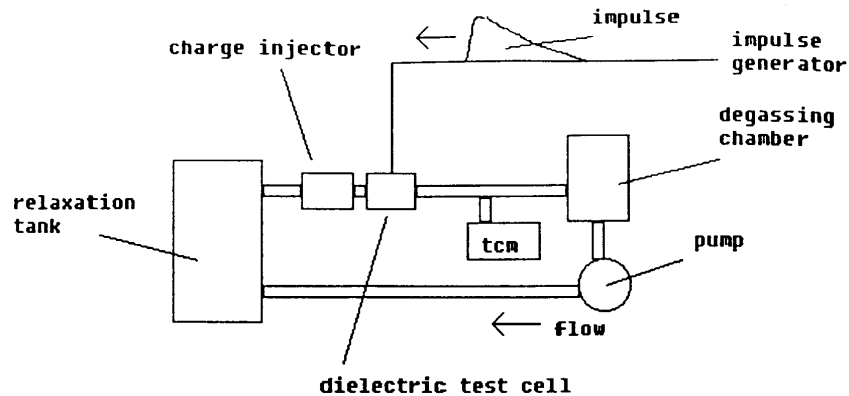 impulse
charge injector
impulse
generator
degassing
chamber
relaxation
tank
tcm
pump
flow
dielectric test cell